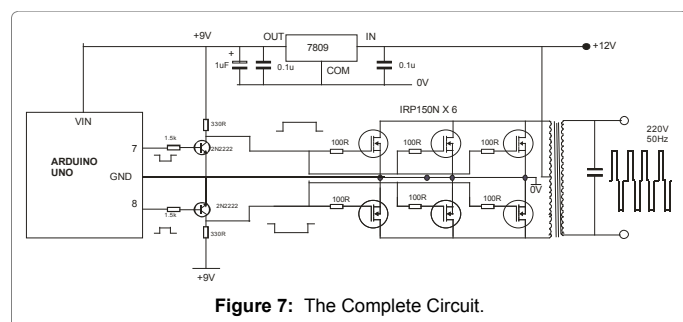 +9V OUT 7809 IN +12V
+
1uF 0.1u COM 0.1u
0V
VIN 330R IRP150N X 6
1.5k
7 2N2222 100R 100R 100R 220V
50Hz
ARDUINO
UNO
GND
0V
8 2N2222 100R 100R 100R
1.5k
330R
+9V
Figure 7: The Complete Circuit.